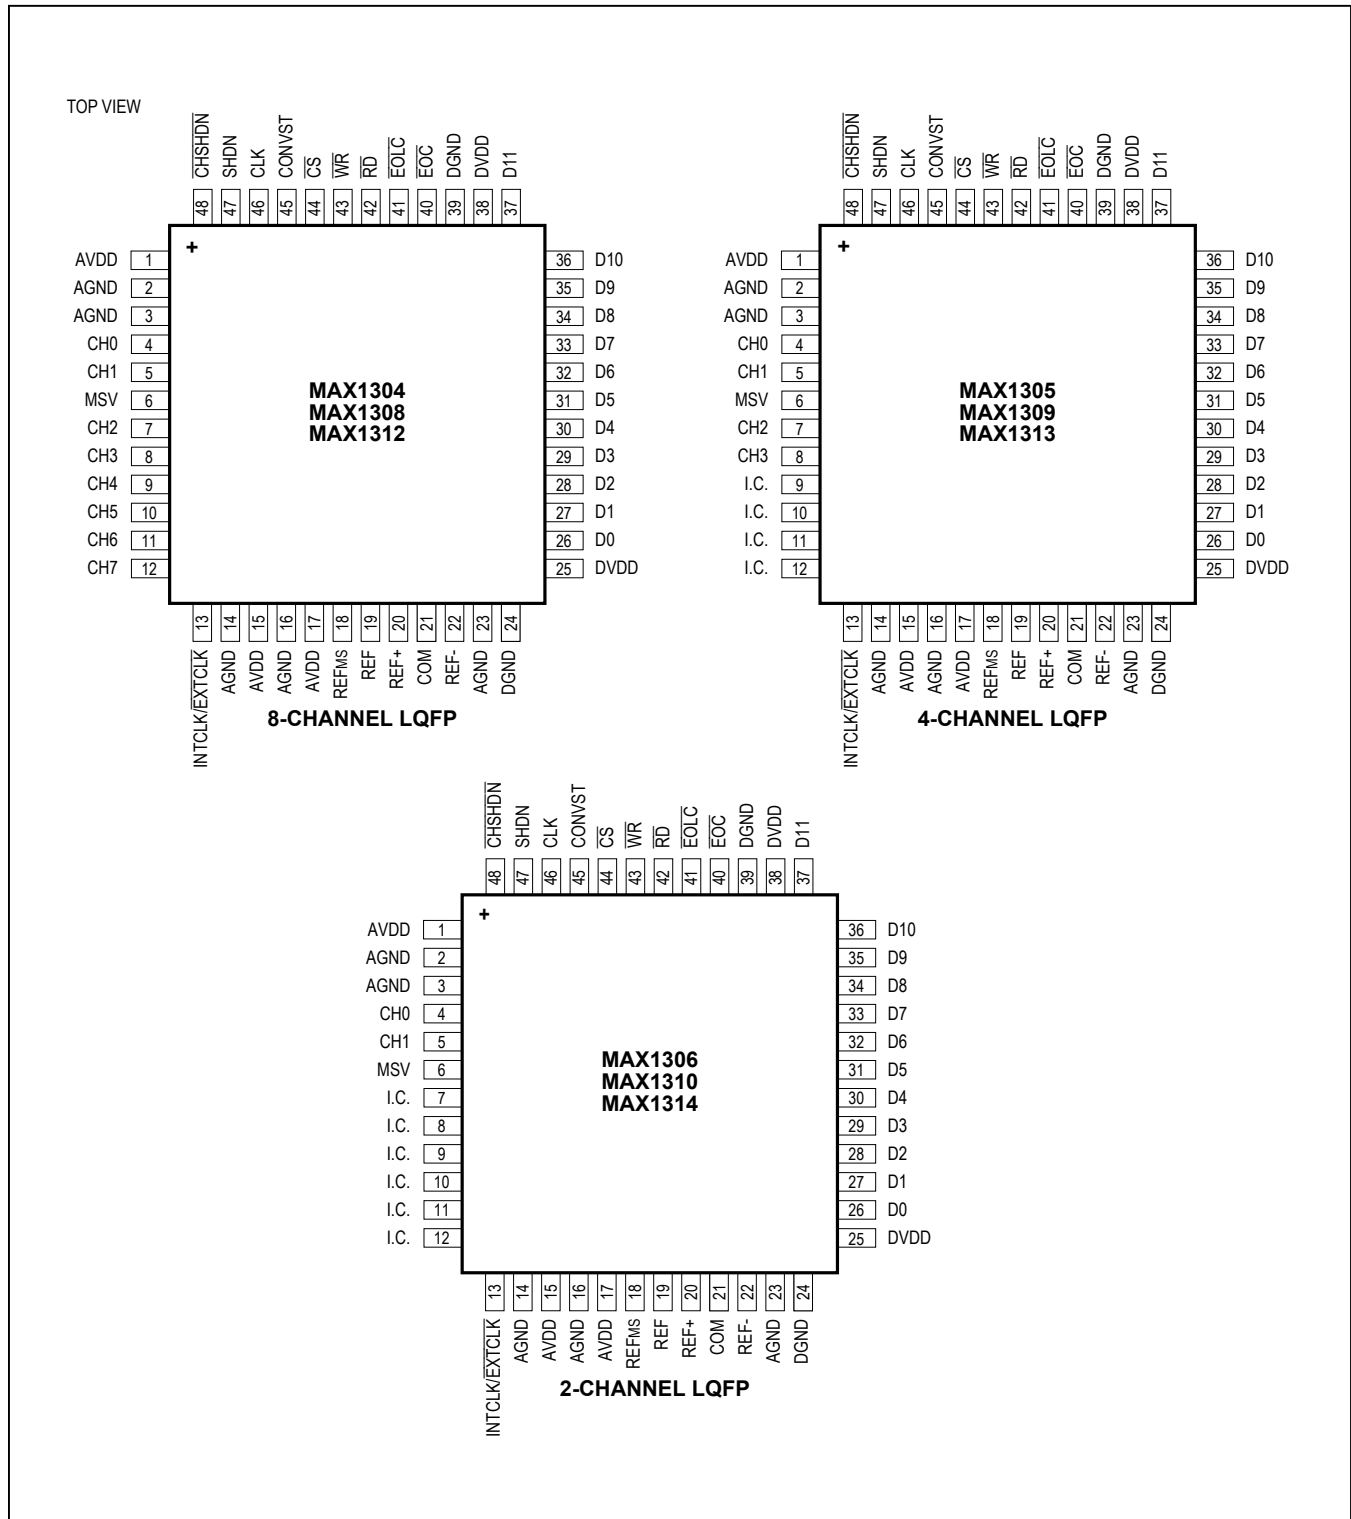 TOP VIEW
CHSHDN
SHDN
CLK
CONVST
CS
WR
RD
EOLC
EOC
DGND
DVDD
D11
48 47 46 45 44 43 42 41 40 39 38 37
+
AVDD 1
AGND 2
AGND 3
CH0 4
CH1 5
MSV 6
CH2 7
CH3 8
CH4 9
CH5 10
CH6 11
CH7 12
MAX1304
MAX1308
MAX1312
36 D10
35 D9
34 D8
33 D7
32 D6
31 D5
30 D4
29 D3
28 D2
27 D1
26 D0
25 DVDD
13 14 15 16 17 18 19 20 21 22 23 24
INTCLK/EXTCLK
AGND
AVDD
AGND
AVDD
REFMS
REF
REF+
COM
REF-
AGND
DGND
8-CHANNEL LQFP
CHSHDN
SHDN
CLK
CONVST
CS
WR
RD
EOLC
EOC
DGND
DVDD
D11
48 47 46 45 44 43 42 41 40 39 38 37
+
AVDD 1
AGND 2
AGND 3
CH0 4
CH1 5
MSV 6
CH2 7
CH3 8
I.C. 9
I.C. 10
I.C. 11
I.C. 12
MAX1305
MAX1309
MAX1313
36 D10
35 D9
34 D8
33 D7
32 D6
31 D5
30 D4
29 D3
28 D2
27 D1
26 D0
25 DVDD
13 14 15 16 17 18 19 20 21 22 23 24
INTCLK/EXTCLK
AGND
AVDD
AGND
AVDD
REFMS
REF
REF+
COM
REF-
AGND
DGND
4-CHANNEL LQFP
CHSHDN
SHDN
CLK
CONVST
CS
WR
RD
EOLC
EOC
DGND
DVDD
D11
48 47 46 45 44 43 42 41 40 39 38 37
+
AVDD 1
AGND 2
AGND 3
CH0 4
CH1 5
MSV 6
I.C. 7
I.C. 8
I.C. 9
I.C. 10
I.C. 11
I.C. 12
MAX1306
MAX1310
MAX1314
36 D10
35 D9
34 D8
33 D7
32 D6
31 D5
30 D4
29 D3
28 D2
27 D1
26 D0
25 DVDD
13 14 15 16 17 18 19 20 21 22 23 24
INTCLK/EXTCLK
AGND
AVDD
AGND
AVDD
REFMS
REF
REF+
COM
REF-
AGND
DGND
2-CHANNEL LQFP